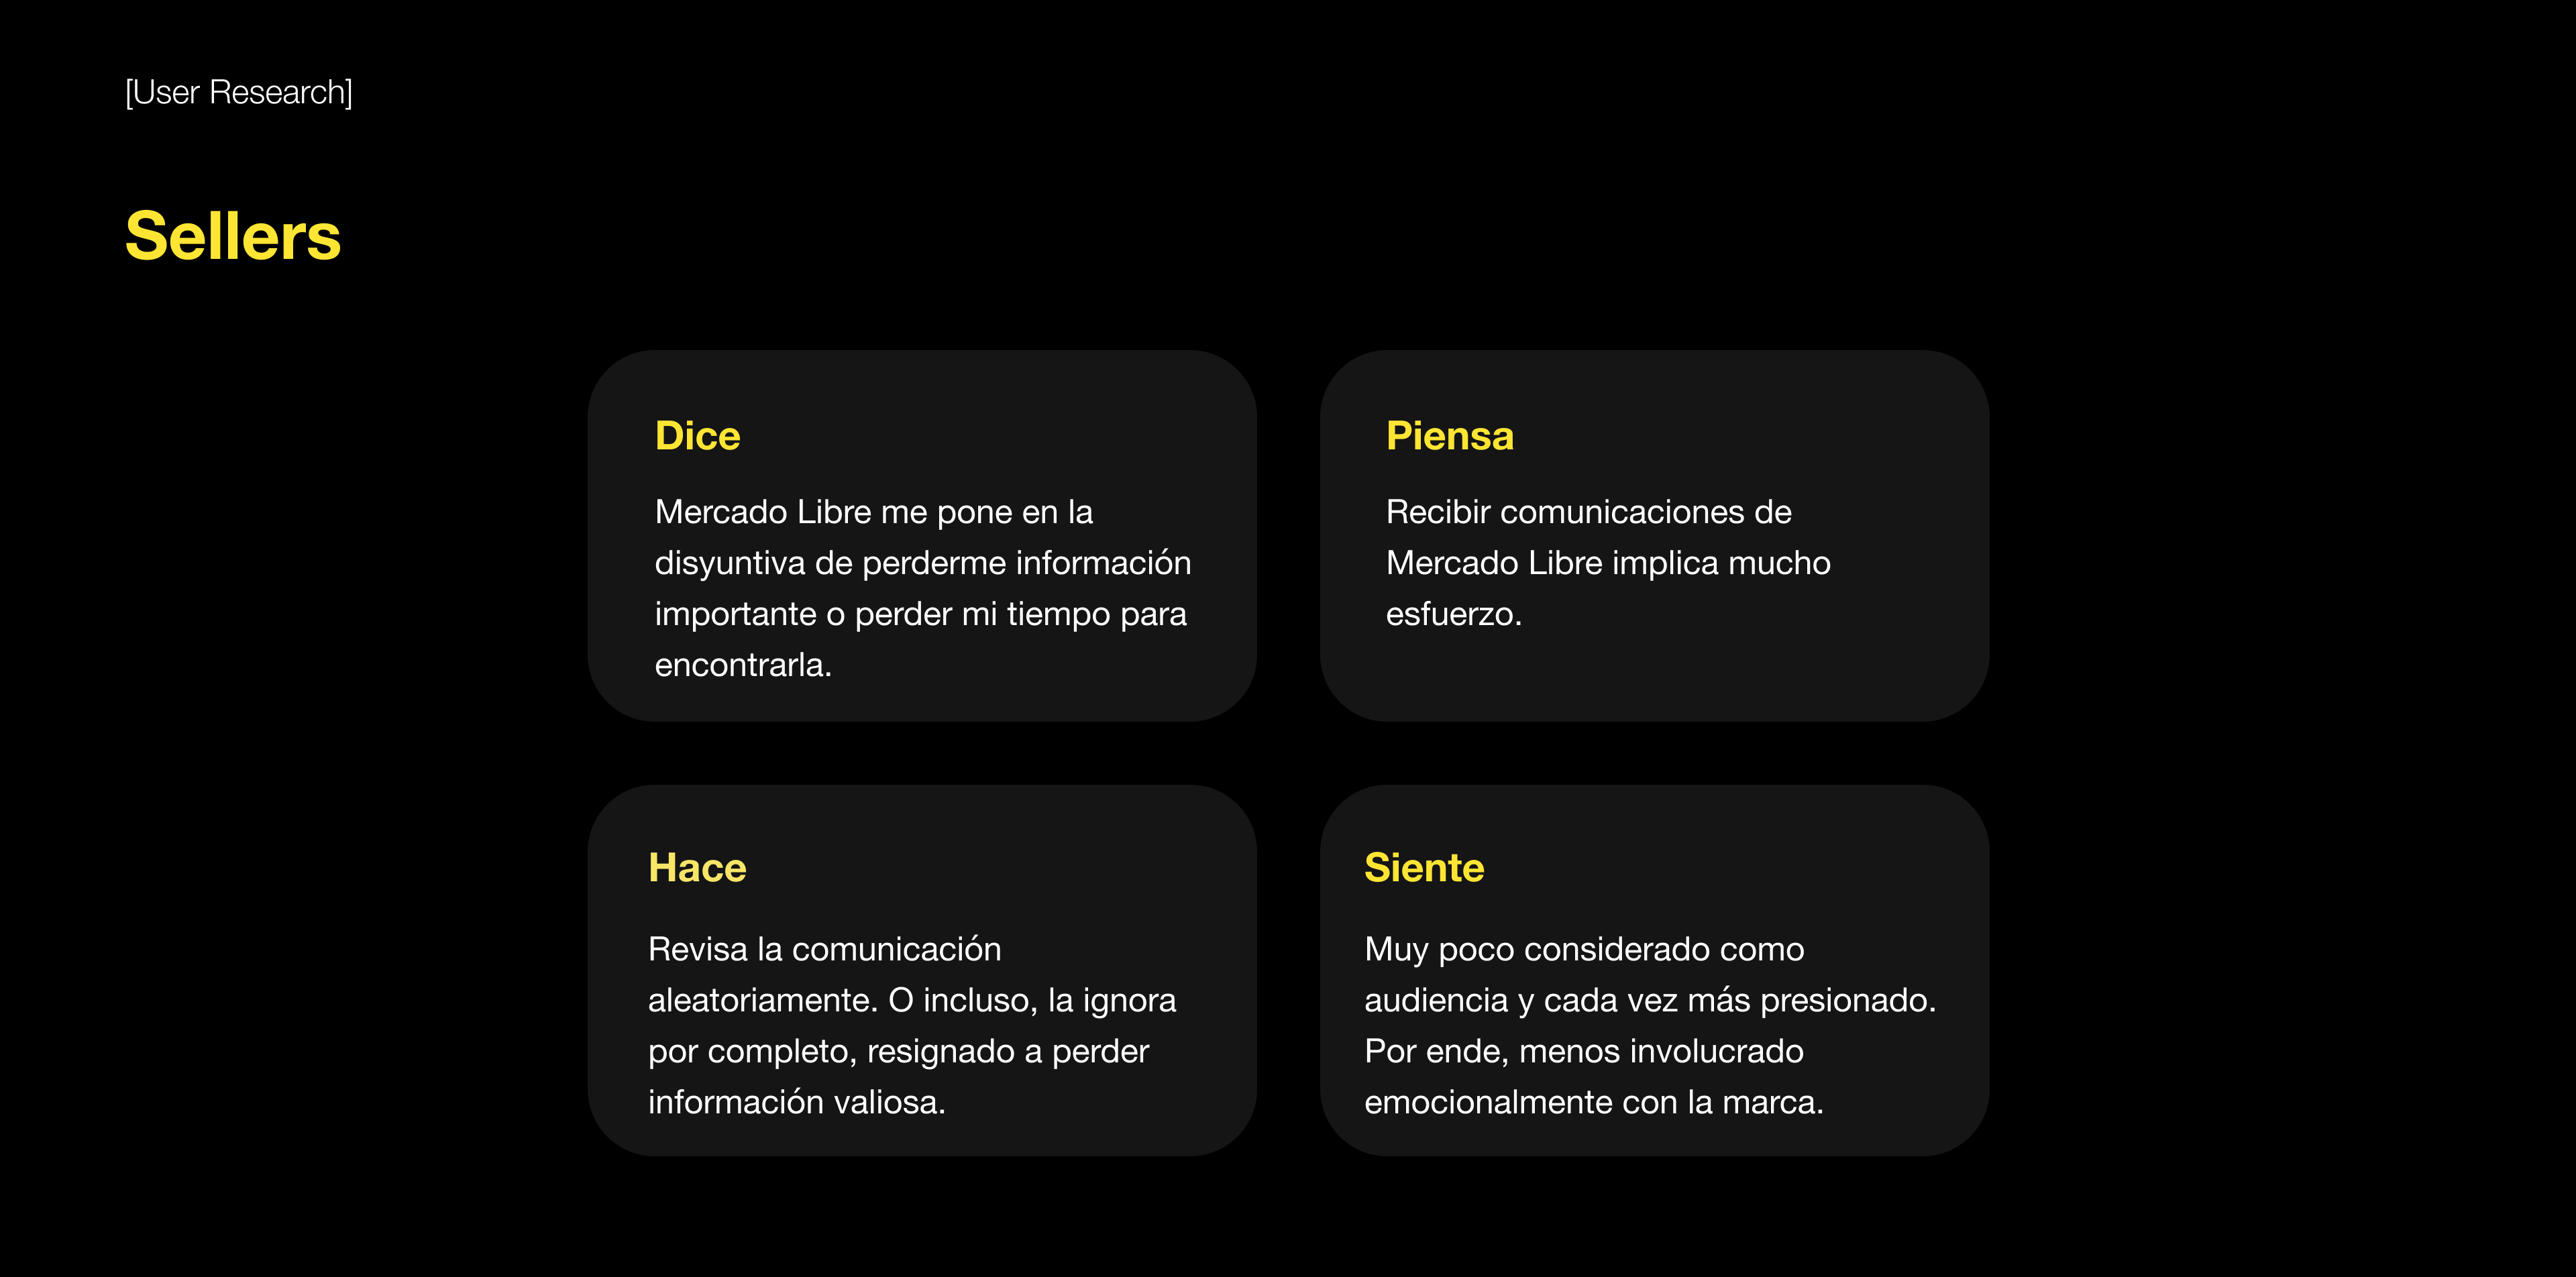 [User Research]
Sellers
Dice
Mercado Libre me pone en la
disyuntiva de perderme información
importante o perder mi tiempo para
encontrarla.
Piensa
Recibir comunicaciones de
Mercado Libre implica mucho
esfuerzo.
Hace
Revisa la comunicación
aleatoriamente. O incluso, la ignora
por completo, resignado a perder
información valiosa.
Siente
Muy poco considerado como
audiencia y cada vez más presionado.
Por ende, menos involucrado
emocionalmente con la marca.